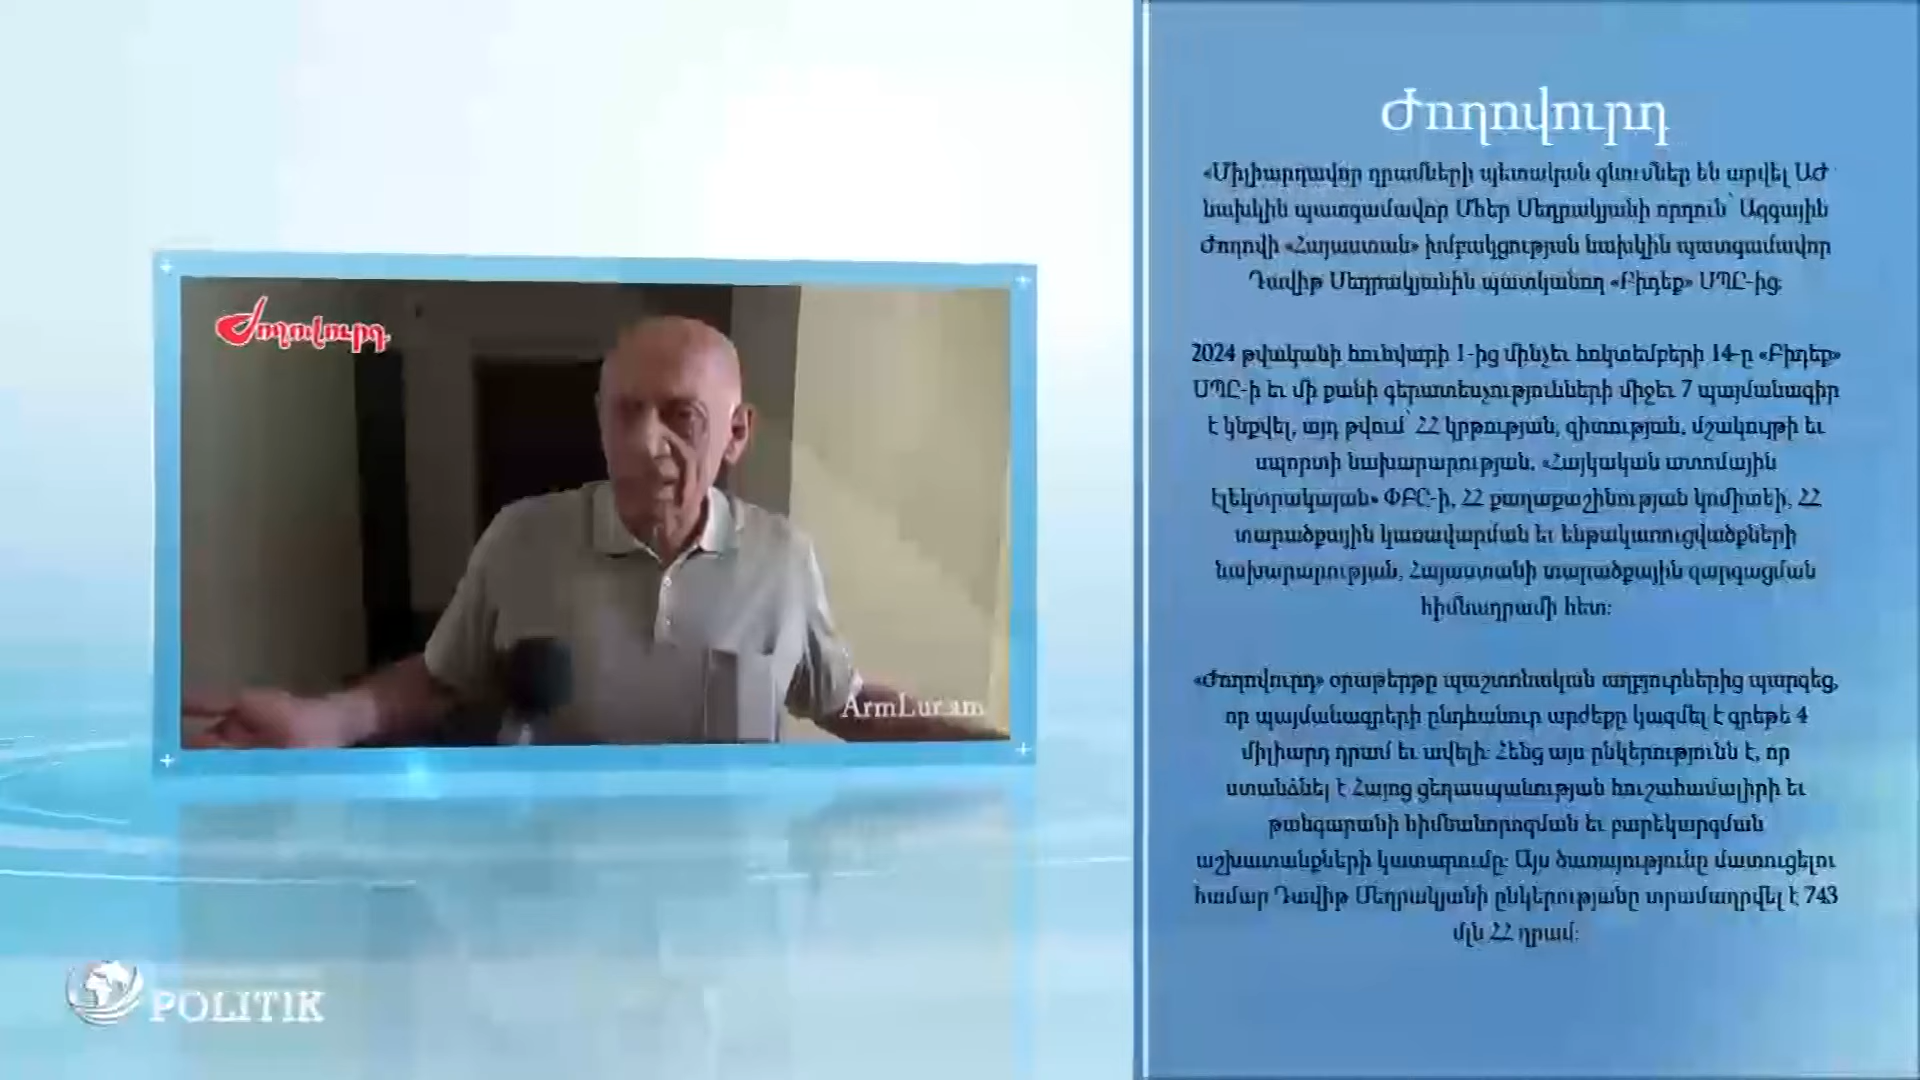 Ժողովուրդ
«Միլիարդավոր դրամների պետական գնումներ են արվել ԱԺ
նախկին պատգամավոր Մհեր Սեդրակյանի որդուն՝ Ազգային
ժողովի «Հայաստան» խմբակցության նախկին պատգամավոր
Դավիթ Սեդրակյանին պատկանող «Բիդեք» ՍՊԸ-ից:
2024 թվականի հունվարի 1-ից մինչեւ հոկտեմբերի 14-ը «Բիդեք»
ՍՊԸ-ի եւ մի քանի գերատեսչությունների միջեւ 7 պայմանագիր
է կնքվել, այդ թվում՝ ՀՀ կրթության, գիտության, մշակույթի եւ
սպորտի նախարարության, «Հայկական ատոմային
էլեկտրակայան» ՓԲԸ-ի, ՀՀ քաղաքաշինության կոմիտեի, ՀՀ
տարածքային կառավարման եւ ենթակառուցվածքների
նախարարության, Հայաստանի տարածքային զարգացման
հիմնադրամի հետ:
«Ժողովուրդ» օրաթերթը պաշտոնական աղբյուրներից պարզեց,
որ պայմանագրերի ընդհանուր արժեքը կազմել է գրեթե 4
միլիարդ դրամ եւ ավելի: Հենց այս ընկերությունն է, որ
ստանձնել է Հայոց ցեղասպանության հուշահամալիրի եւ
թանգարանի հիմնանորոգման եւ բարեկարգման
աշխատանքների կատարումը: Այս ծառայությունը մատուցելու
համար Դավիթ Սեդրակյանի ընկերությանը տրամադրվել է 743
մլն ՀՀ դրամ:
Ժողովուրդ
ArmLur.am
POLITIK